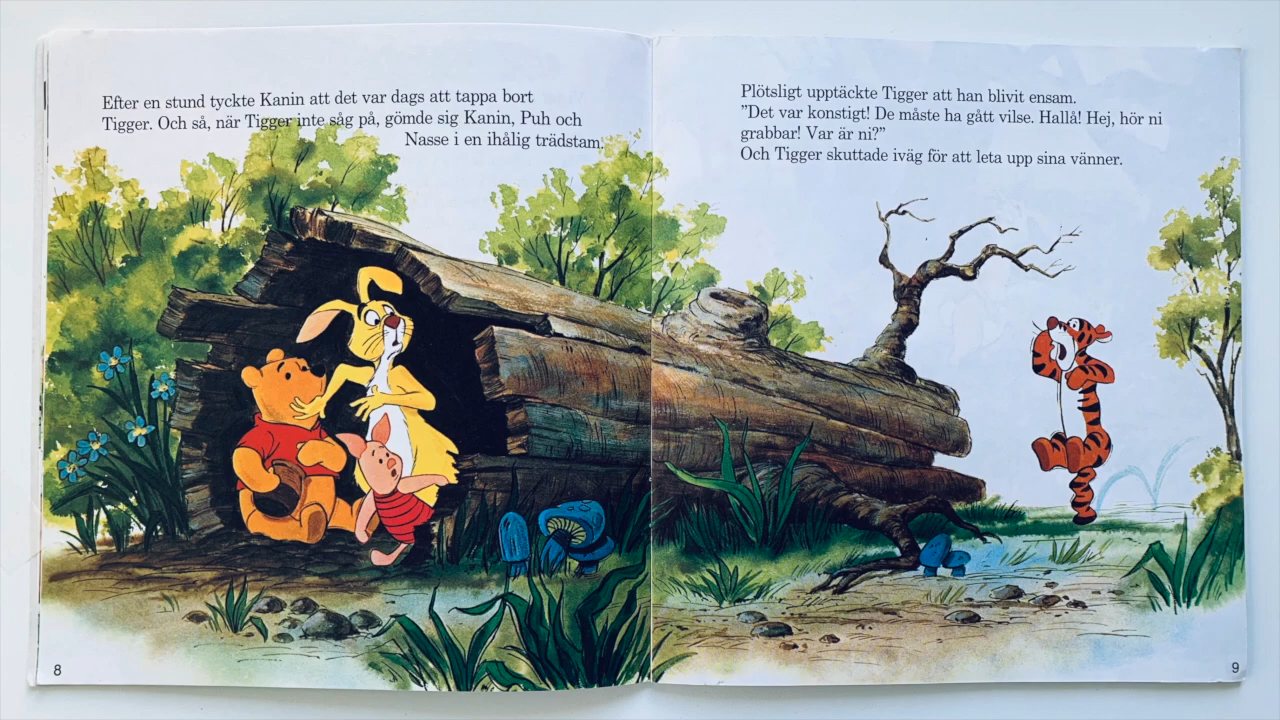 Efter en stund tyckte Kanin att det var dags att tappa bort
Tigger. Och så, när Tigger inte såg på, gömde sig Kanin, Puh och
Nasse i en ihålig trädstam.
8
Plötsligt upptäckte Tigger att han blivit ensam.
”Det var konstigt! De måste ha gått vilse. Hallå! Hej, hör ni
grabbar! Var är ni?”
Och Tigger skuttade iväg för att leta upp sina vänner.
9